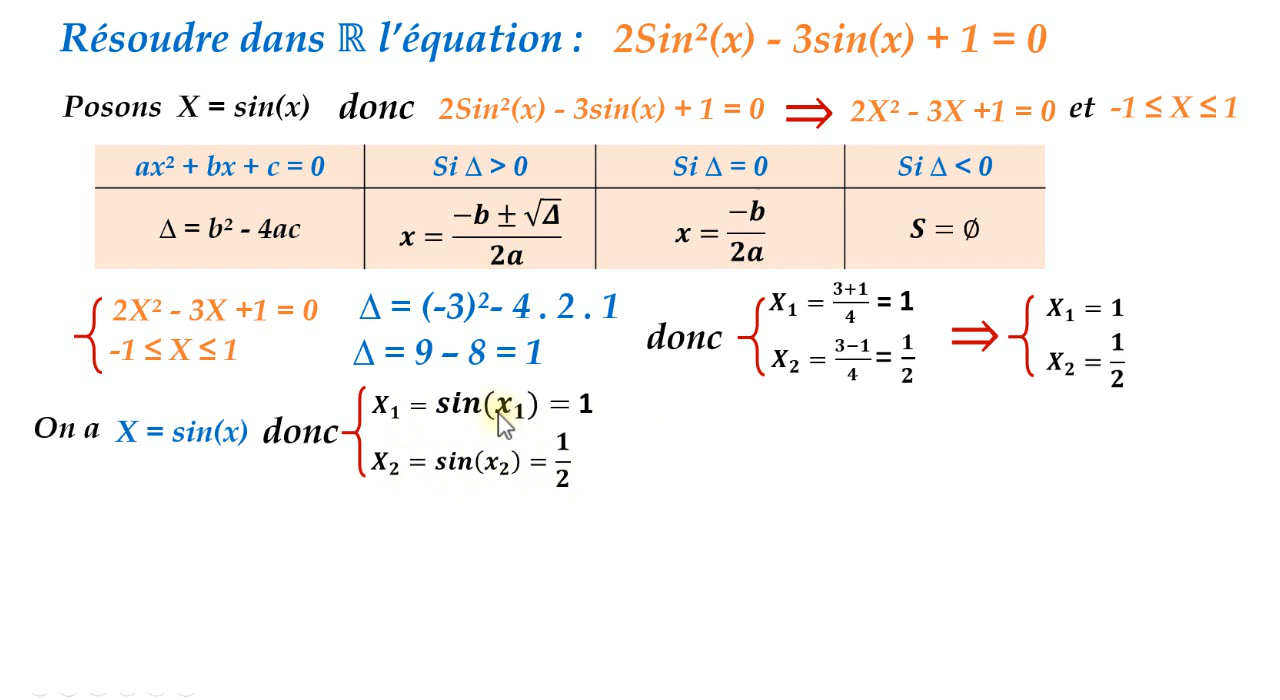 Résoudre dans ℝ l'équation : 2Sin²(x) - 3sin(x) + 1 = 0
Posons X = sin(x) donc 2Sin²(x) - 3sin(x) + 1 = 0 ⟹ 2X² - 3X +1 = 0 et -1 ≤ X ≤ 1
ax² + bx + c = 0 Si Δ > 0 Si Δ = 0 Si Δ < 0
Δ = b² - 4ac x = (−b ± √Δ)/2a x = −b/2a S = ∅
2X² - 3X +1 = 0 Δ = (-3)²- 4 . 2 . 1 donc X₁ = (3+1)/4 = 1 ⟹ X₁ = 1
-1 ≤ X ≤ 1 Δ = 9 – 8 = 1 X₂ = (3−1)/4 = 1/2 X₂ = 1/2
On a X = sin(x) donc X₁ = sin(x₁) = 1
X₂ = sin(x₂) = 1/2